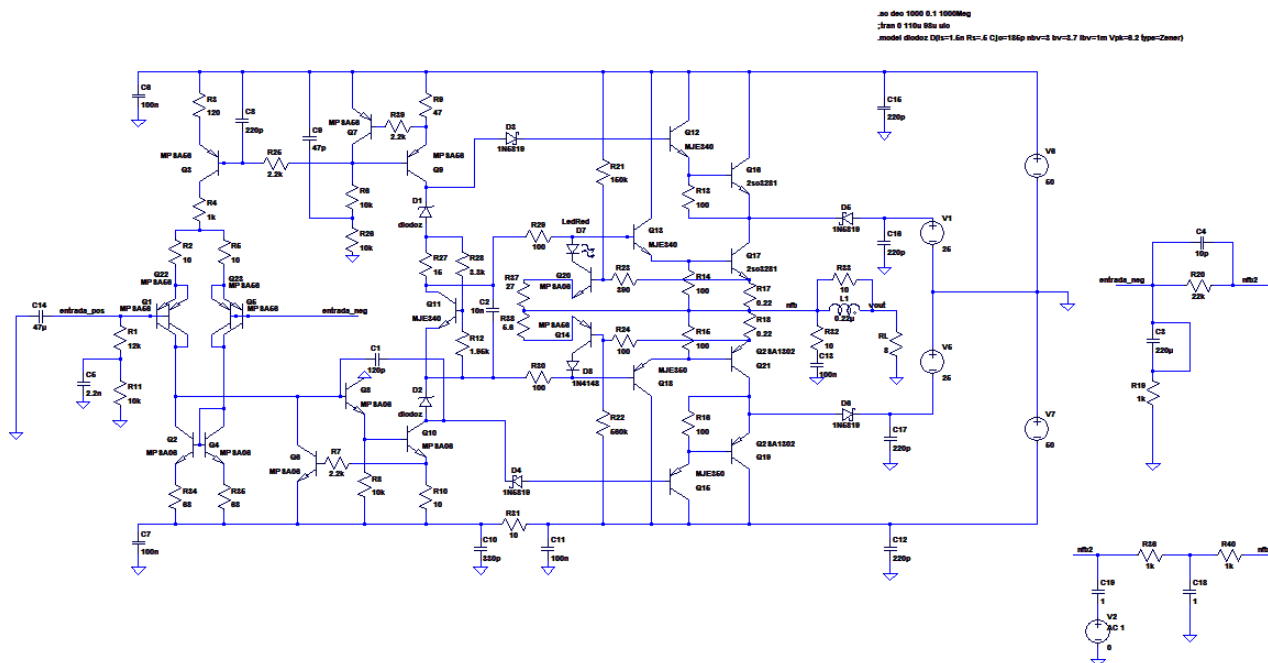 .ac dec 1000 0.1 1000Meg
;tran 0 110u 98u uic
.model diodoz D(Is=1.5n Rs=.5 Cjo=185p nbv=3 bv=3.7 Ibv=1m Vpk=8.2 type=Zener)
C6
100n
R3
120
C8
220p
C9
47p
MPSA56
Q7
R39
2.2k
R9
47
MPSA56
Q3
R25
2.2k
MPSA56
Q9
D3
1N5819
Q12
MJE340
C15
220p
R21
150k
Q16
2sc3281
V6
50
R4
1k
R6
10k
R26
10k
D1
diodoz
R13
100
R2
10
R5
10
Q22
MPSA56
Q23
MPSA56
MPSA56
Q1
Q5
MPSA56
R29
100
LedRed
D7
Q13
MJE340
D5
1N5819
V1
25
C16
220p
R27
15
R28
3.3k
Q17
2sc3281
C14
47µ
entrada_pos
entrada_neg
R1
12k
C5
2.2n
R11
10k
Q11
MJE340
C2
10n
R37
27
R38
5.6
Q20
MPSA06
R23
390
R14
100
R17
0.22
nfb
R33
10
L1
0.22µ
vout
MPSA56
Q14
R24
100
R15
100
R18
0.22
R32
10
C13
100n
RL
8
C1
120p
R12
1.95k
R30
100
D8
1N4148
MJE350
Q18
Q2SA1302
Q21
V5
25
Q8
MPSA06
D2
diodoz
D6
1N5819
Q2
MPSA06
Q4
MPSA06
Q6
MPSA06
R7
2.2k
Q10
MPSA06
R22
560k
R16
100
Q2SA1302
Q19
C17
220p
V7
50
R34
68
R35
68
R8
10k
R10
10
D4
1N5819
MJE350
Q15
C7
100n
C10
330p
R31
10
C11
100n
C12
220p
C4
10p
entrada_neg
R20
22k
nfb2
C3
220µ
R19
1k
nfb2
R36
1k
R40
1k
nfb
C19
1
C18
1
V2
AC 1
0